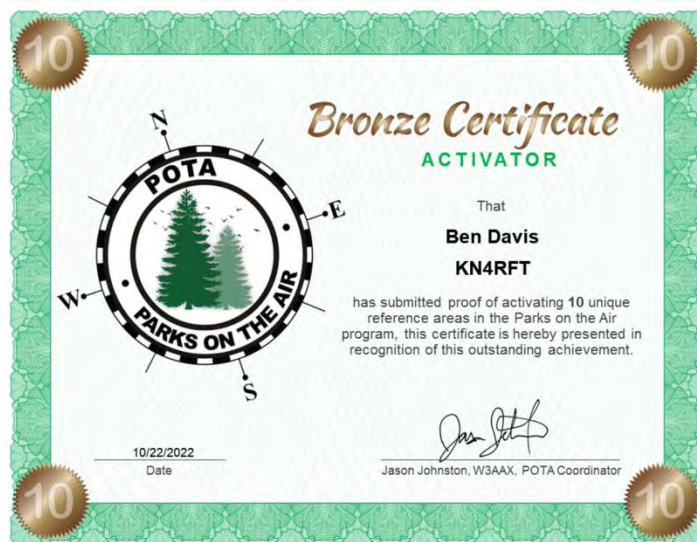 10
10
Bronze Certificate
ACTIVATOR
N
POTA
E
W
PARKS ON THE AIR
S
That
Ben Davis
KN4RFT
has submitted proof of activating 10 unique
reference areas in the Parks on the Air
program, this certificate is hereby presented in
recognition of this outstanding achievement.
10/22/2022
Date
Jason Johnston, W3AAX, POTA Coordinator
10
10